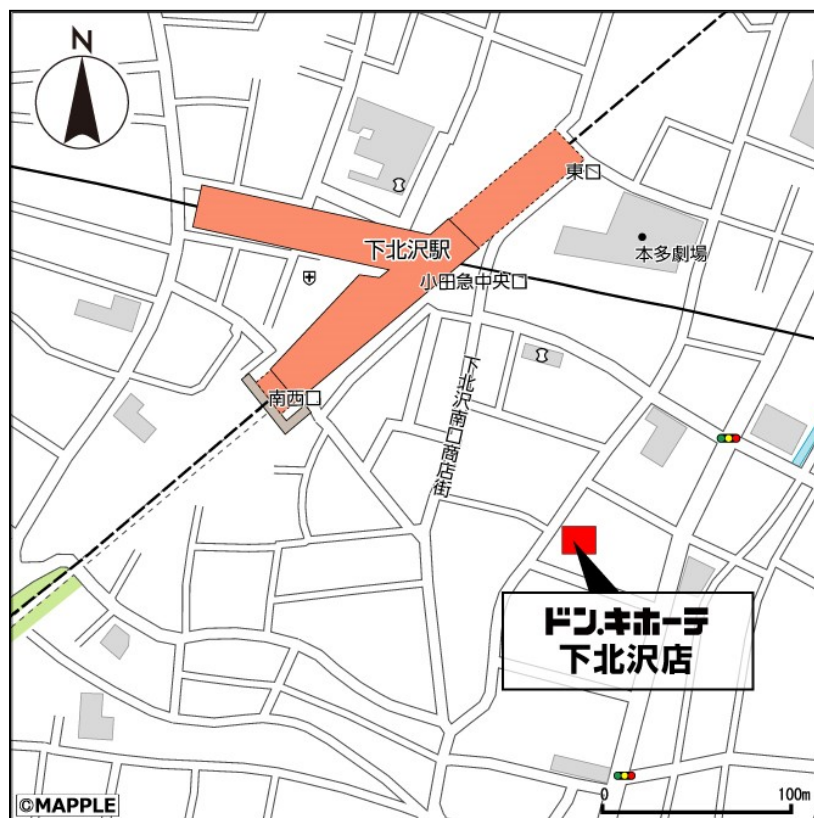 N
東口
下北沢駅
本多劇場
小田急中央口
南西口
下北沢南口商店街
ドン.キホーテ
下北沢店
©MAPPLE
0 100m